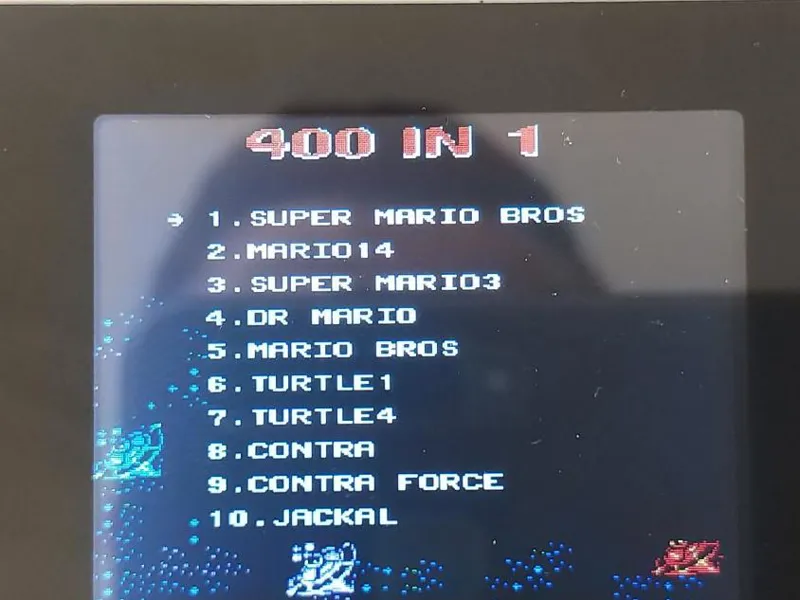 400 IN 1
1.SUPER MARIO BROS
2.MARIO14
3.SUPER MARIO3
4.DR MARIO
5.MARIO BROS
6.TURTLE1
7.TURTLE4
8.CONTRA
9.CONTRA FORCE
10.JACKAL